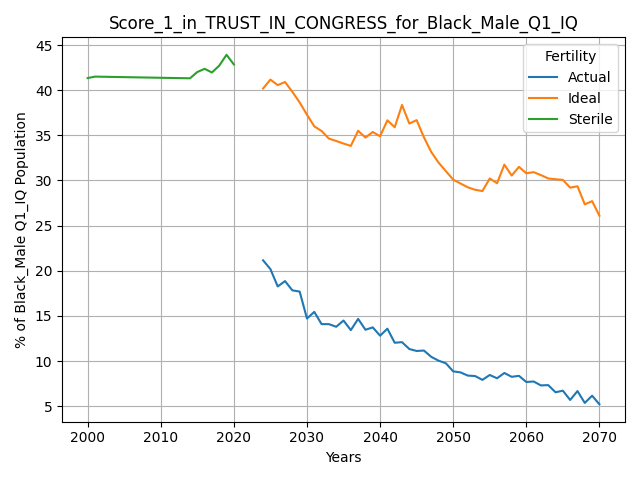 Score_1_in_TRUST_IN_CONGRESS_for_Black_Male_Q1_IQ
% of Black_Male Q1_IQ Population
45
40
35
30
25
20
15
10
5
Fertility
Actual
Ideal
Sterile
2000 2010 2020 2030 2040 2050 2060 2070
Years